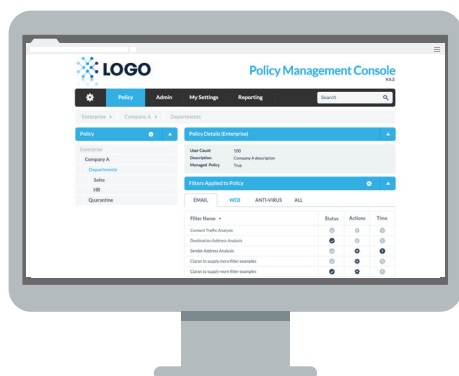 LOGO
Policy Management Console
V.5.2
Policy Admin My Settings Reporting Search
Enterprise Company A Departments
Policy
Policy Details (Enterprise)
Enterprise
Company A
Departments
Sales
HR
Quarantine
User Count 100
Description Company A description
Managed Policy True
Filters Applied to Policy
EMAIL WEB ANTI-VIRUS ALL
Filter Name Status Actions Time
Content Traffic Analysis
Destination Address Analysis
Sender Address Analysis
Ciaran to supply more filter examples
Ciaran to supply more filter examples